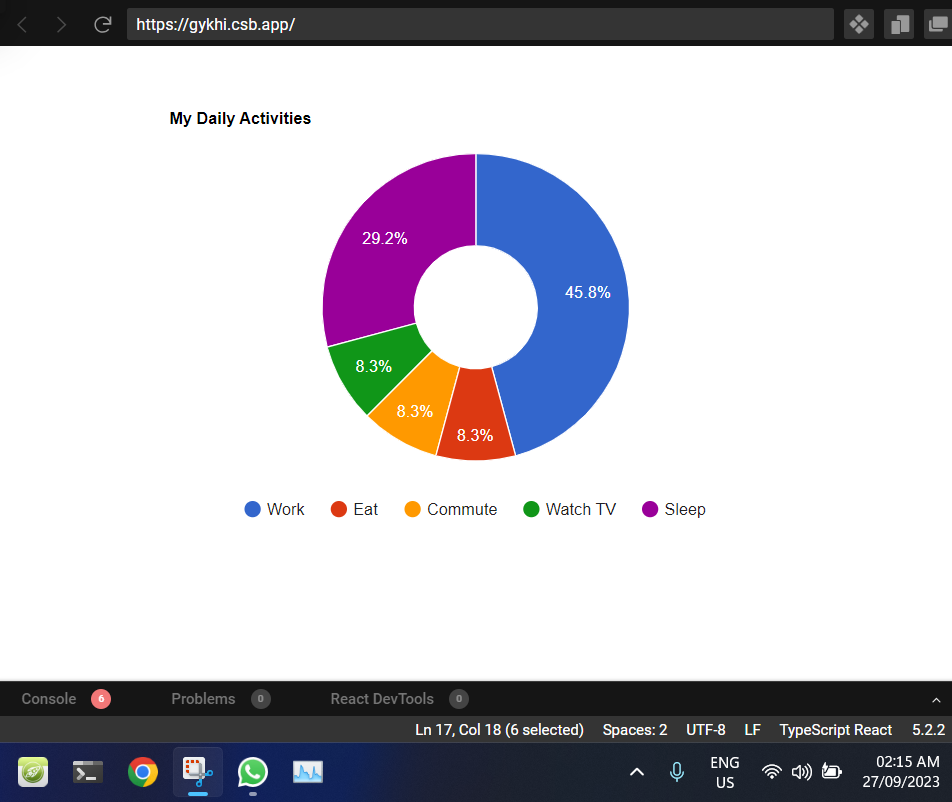 https://gykhi.csb.app/
My Daily Activities
29.2%
45.8%
8.3%
8.3%
8.3%
Work Eat Commute Watch TV Sleep
Console 6 Problems 0 React DevTools 0
Ln 17, Col 18 (6 selected) Spaces: 2 UTF-8 LF TypeScript React 5.2.2
ENG 02:15 AM
US 27/09/2023